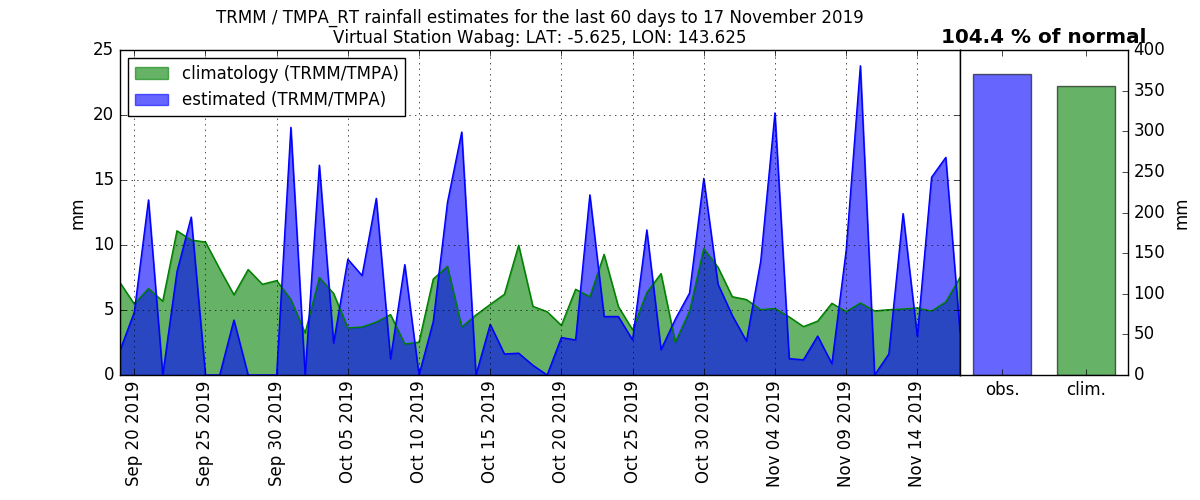 TRMM / TMPA_RT rainfall estimates for the last 60 days to 17 November 2019
Virtual Station Wabag: LAT: -5.625, LON: 143.625
104.4 % of normal
climatology (TRMM/TMPA)
estimated (TRMM/TMPA)
25
20
15
10
5
0
mm
400
350
300
250
200
150
100
50
0
mm
obs.
clim.
Sep 20 2019
Sep 25 2019
Sep 30 2019
Oct 05 2019
Oct 10 2019
Oct 15 2019
Oct 20 2019
Oct 25 2019
Oct 30 2019
Nov 04 2019
Nov 09 2019
Nov 14 2019